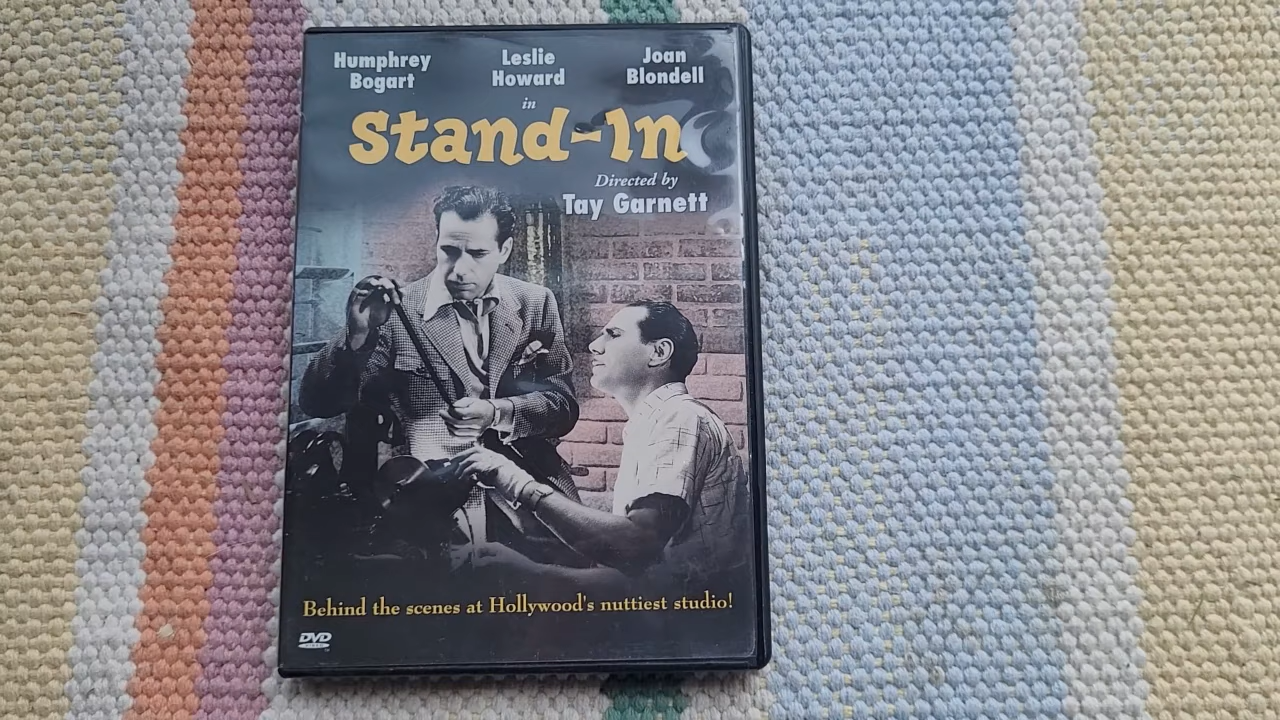 Humphrey Bogart
Leslie Howard
Joan Blondell
in
Stand-In
Directed by
Tay Garnett
Behind the scenes at Hollywood's nuttiest studio!
DVD
VIDEO